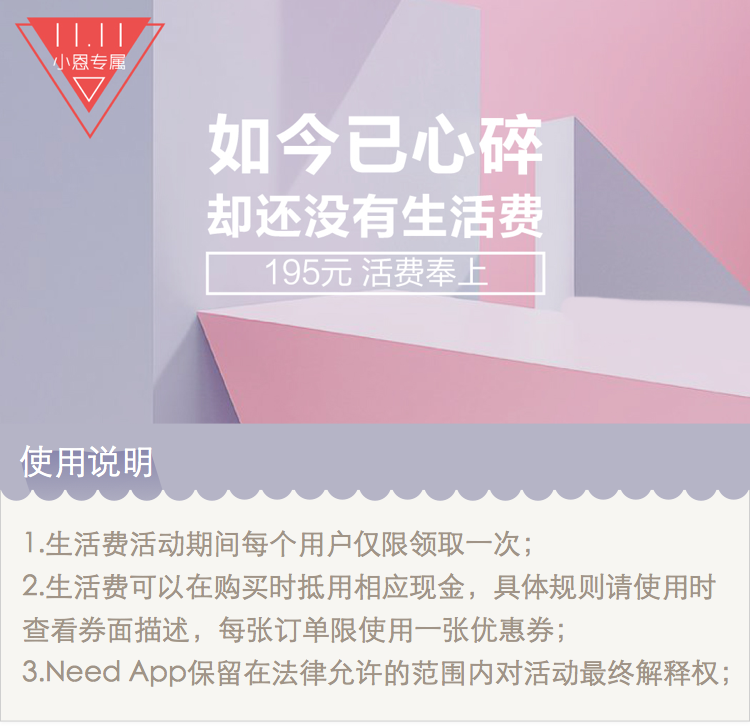 11.11
小恩专属
如今已心碎
却还没有生活费
195元 活费奉上
使用说明
1.生活费活动期间每个用户仅限领取一次；
2.生活费可以在购买时抵用相应现金，具体规则请使用时
查看券面描述，每张订单限使用一张优惠券；
3.Need App保留在法律允许的范围内对活动最终解释权；